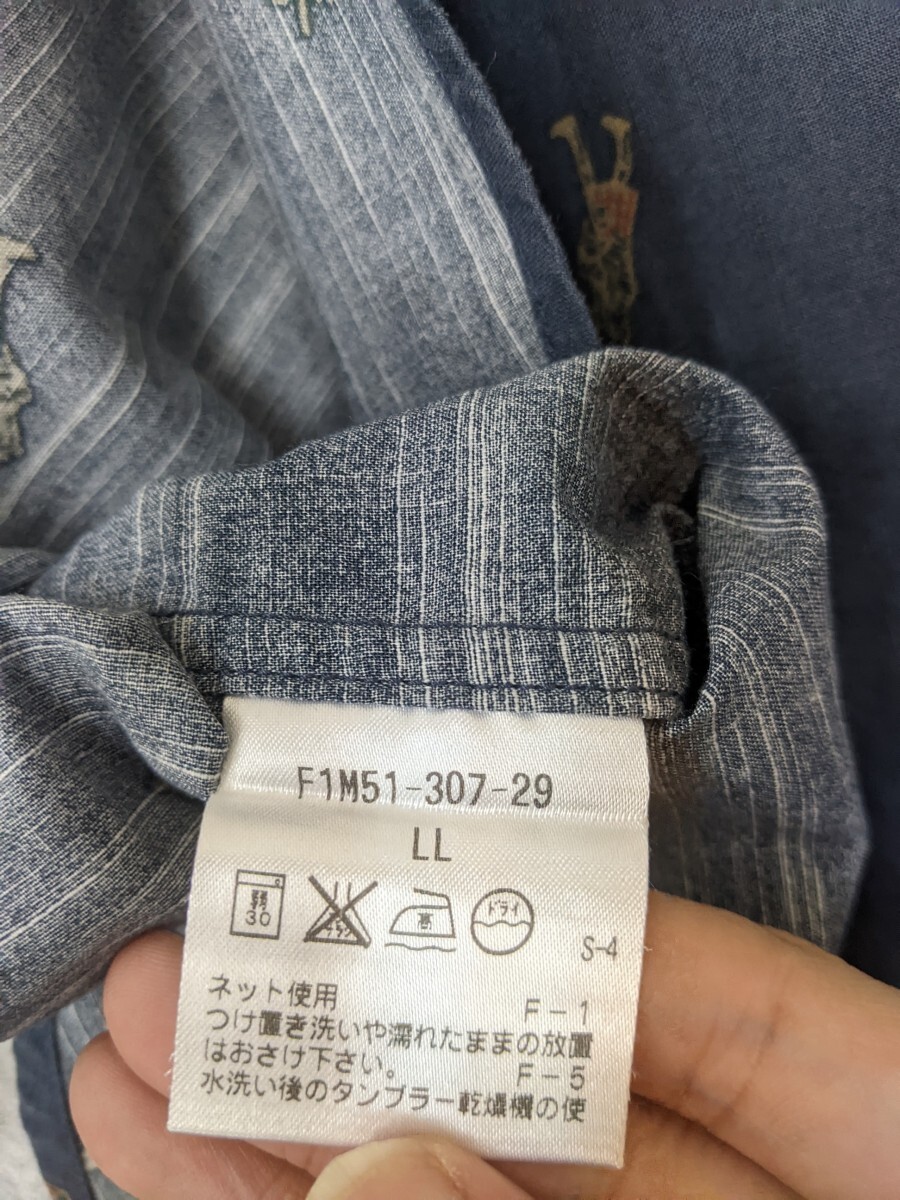 F1M51-307-29
LL
弱
30
高
ドライ
S-4
ネット使用
F-1
つけ置き洗いや濡れたままの放置
はおさけ下さい。
F-5
水洗い後のタンブラー乾燥機の使